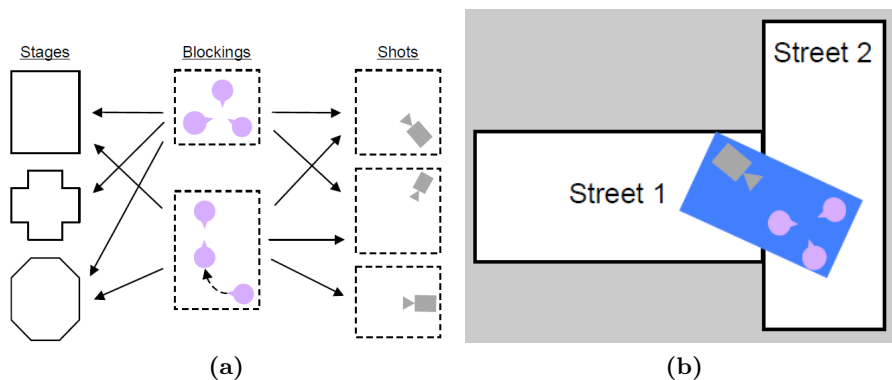 Stages
Blockings
Shots
Street 1
Street 2
(a)
(b)